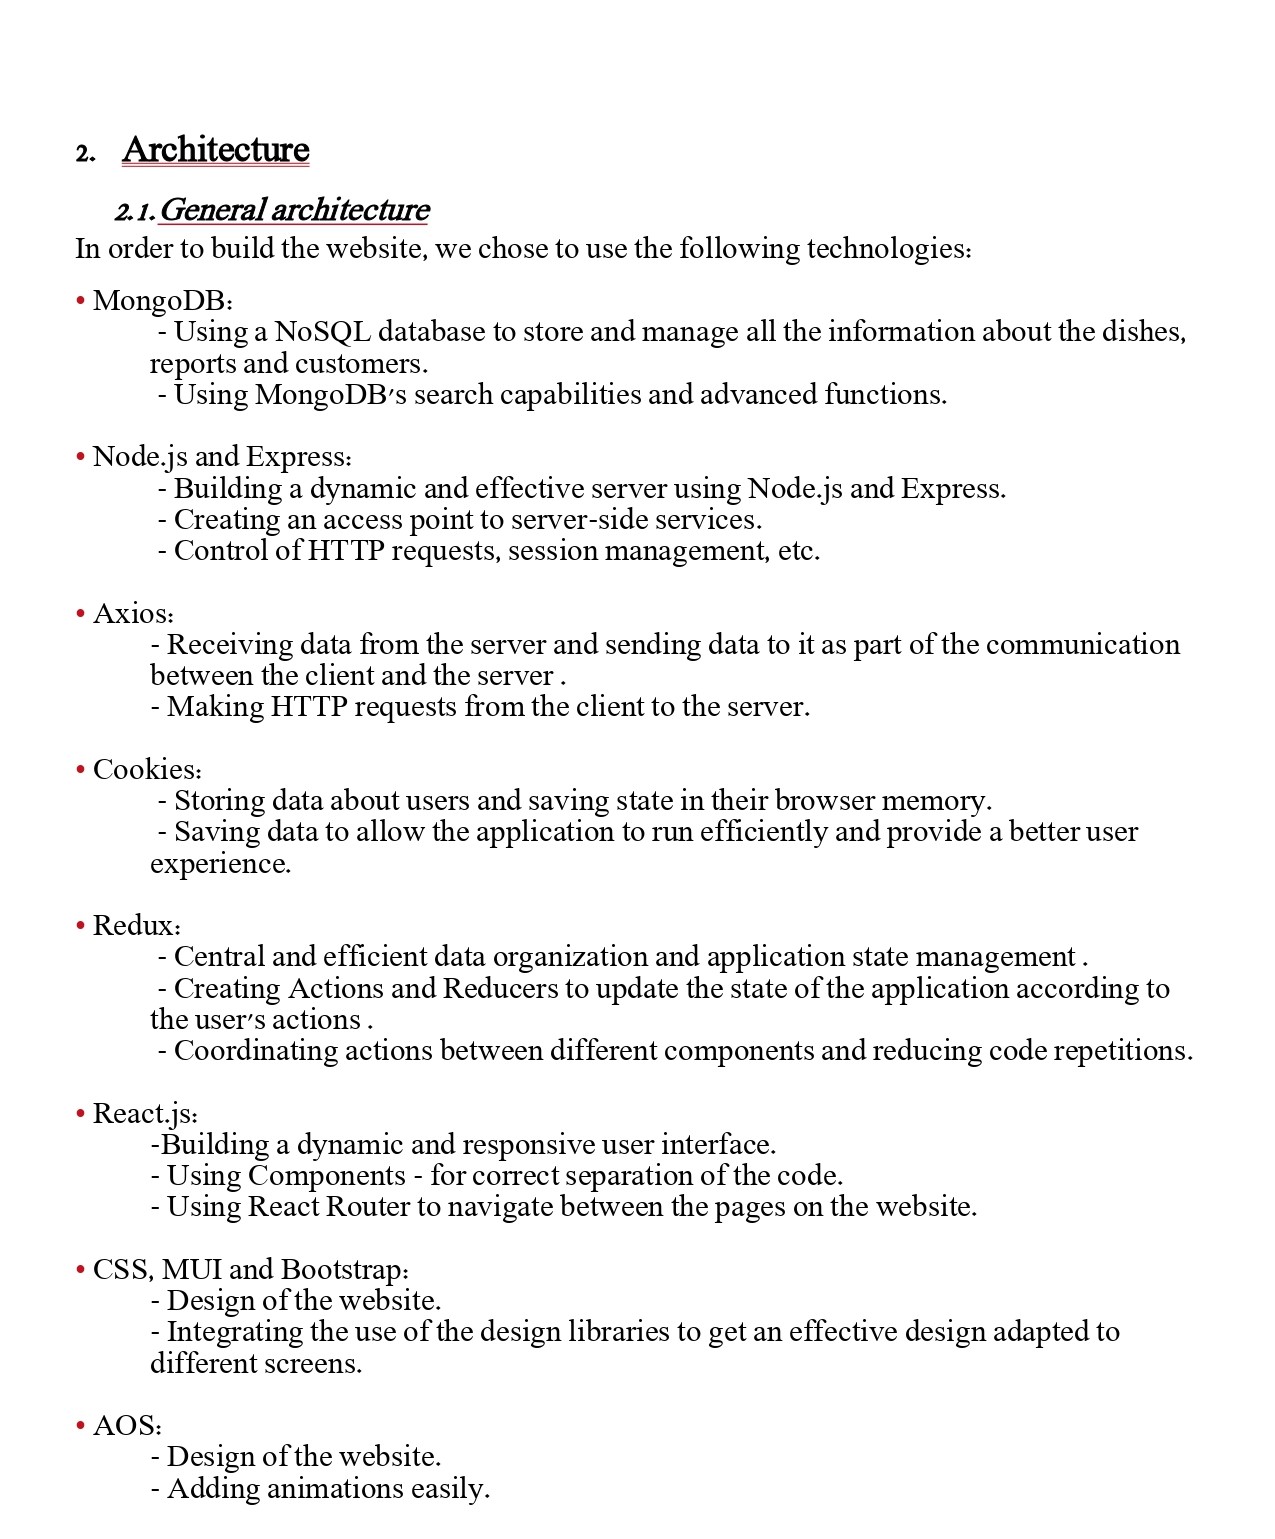 2. Architecture
2.1. General architecture
In order to build the website, we chose to use the following technologies:
• MongoDB:
- Using a NoSQL database to store and manage all the information about the dishes,
reports and customers.
- Using MongoDB's search capabilities and advanced functions.
• Node.js and Express:
- Building a dynamic and effective server using Node.js and Express.
- Creating an access point to server-side services.
- Control of HTTP requests, session management, etc.
• Axios:
- Receiving data from the server and sending data to it as part of the communication
between the client and the server .
- Making HTTP requests from the client to the server.
• Cookies:
- Storing data about users and saving state in their browser memory.
- Saving data to allow the application to run efficiently and provide a better user
experience.
• Redux:
- Central and efficient data organization and application state management .
- Creating Actions and Reducers to update the state of the application according to
the user's actions .
- Coordinating actions between different components and reducing code repetitions.
• React.js:
-Building a dynamic and responsive user interface.
- Using Components - for correct separation of the code.
- Using React Router to navigate between the pages on the website.
• CSS, MUI and Bootstrap:
- Design of the website.
- Integrating the use of the design libraries to get an effective design adapted to
different screens.
• AOS:
- Design of the website.
- Adding animations easily.